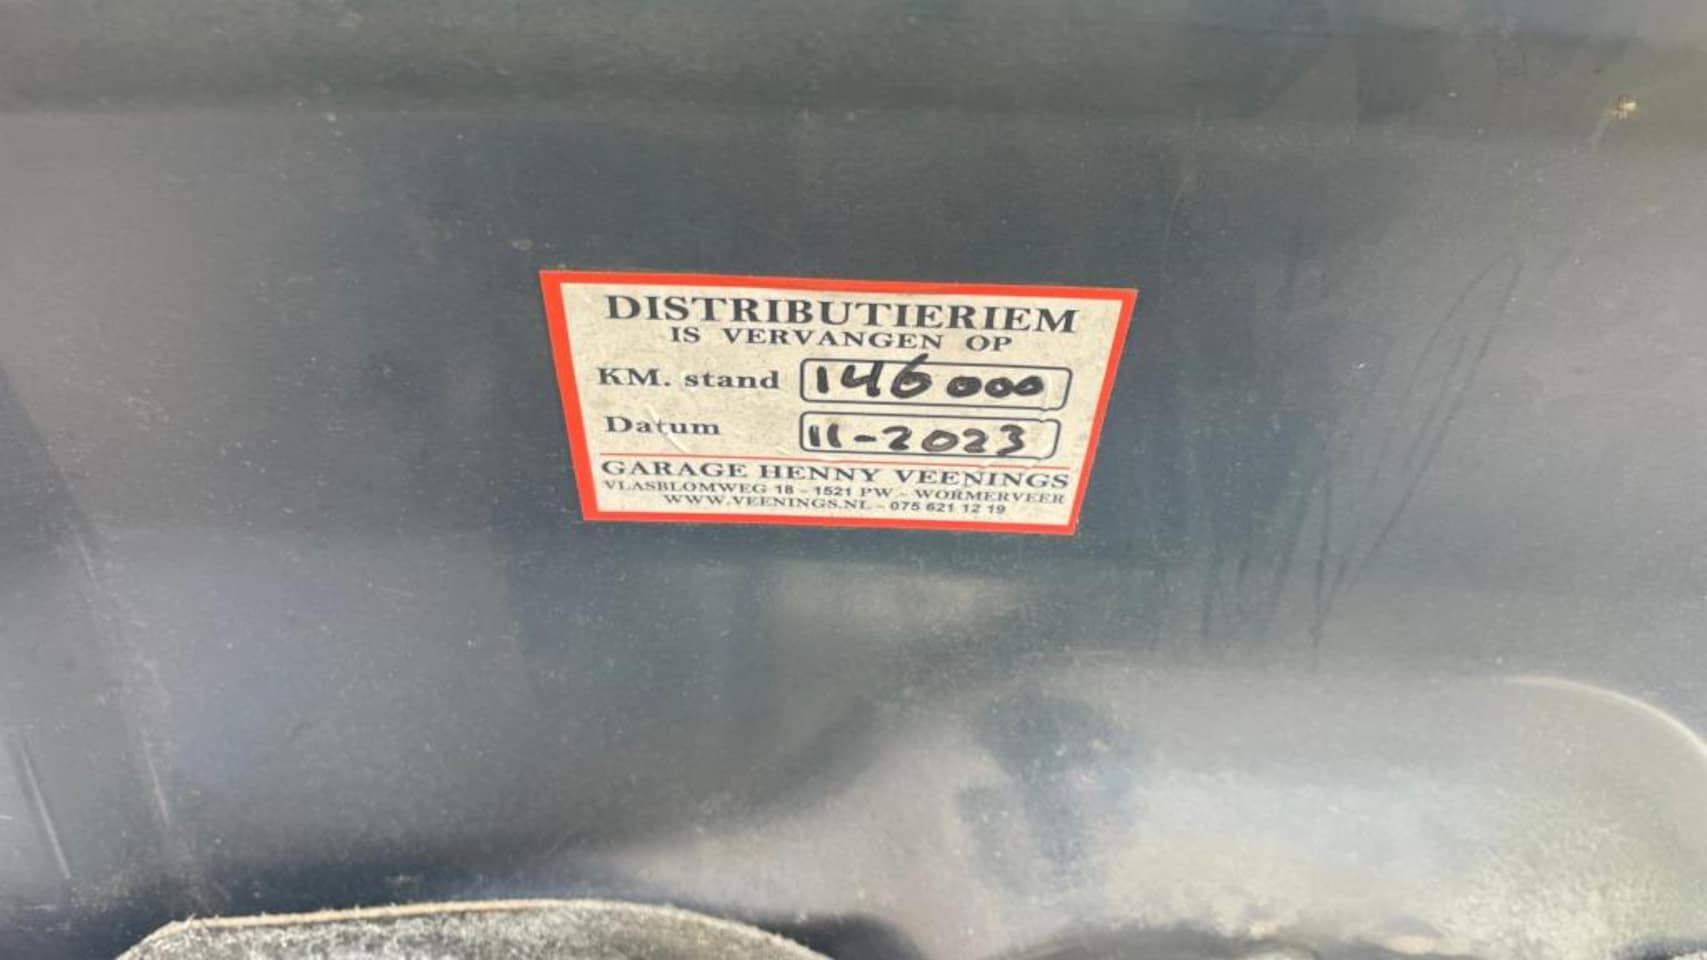 DISTRIBUTIERIEM
IS VERVANGEN OP
KM. stand 146000
Datum 11-2023
GARAGE HENNY VEENINGS
VLASBLOMWEG 18 - 1521 PW - WORMERVEER
WWW.VEENINGS.NL - 075 621 12 19